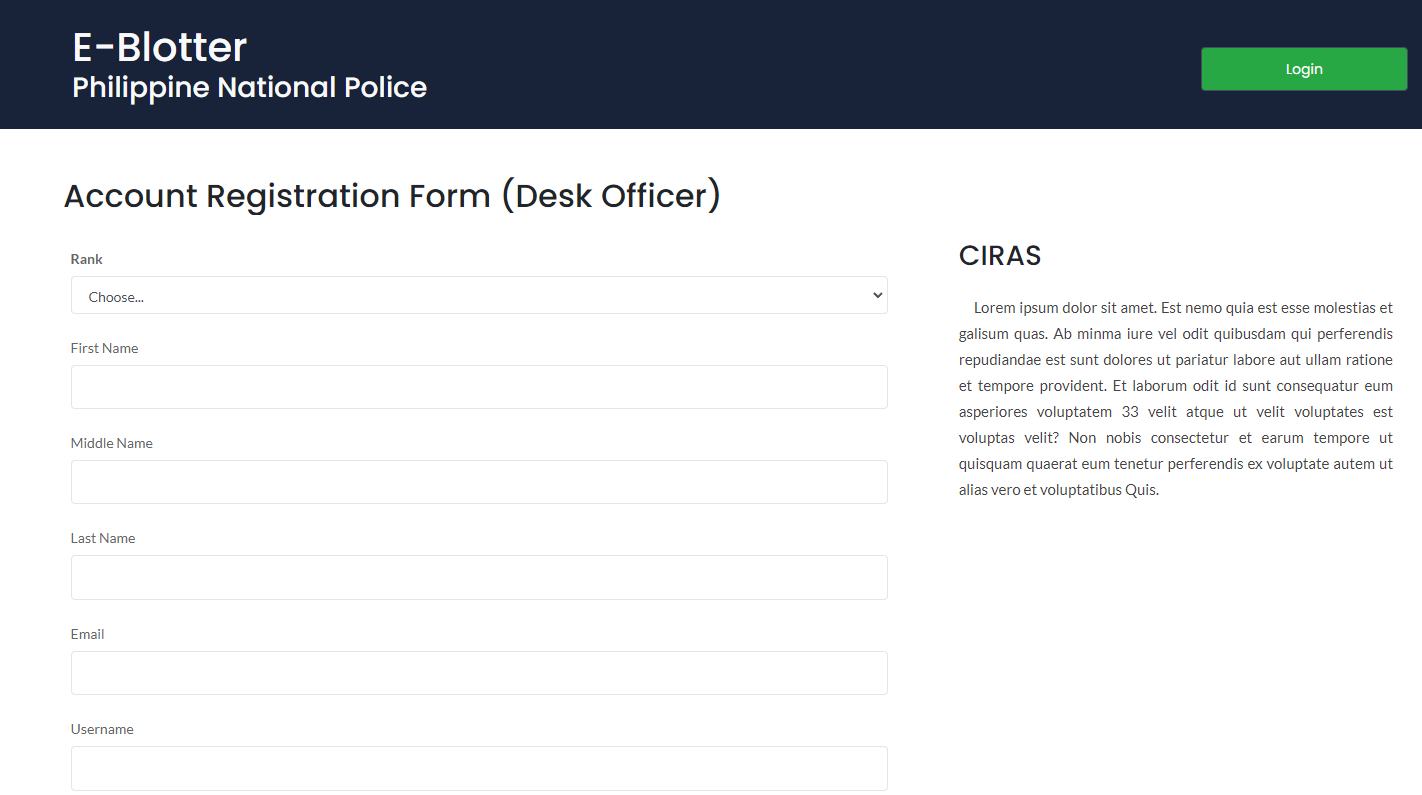 E-Blotter
Philippine National Police
Login
Account Registration Form (Desk Officer)
Rank
Choose...
First Name
Middle Name
Last Name
Email
Username
CIRAS
Lorem ipsum dolor sit amet. Est nemo quia est esse molestias et
galisum quas. Ab minma iure vel odit quibusdam qui perferendis
repudiandae est sunt dolores ut pariatur labore aut ullam ratione
et tempore provident. Et laborum odit id sunt consequatur eum
asperiores voluptatem 33 velit atque ut velit voluptates est
voluptas velit? Non nobis consectetur et earum tempore ut
quisquam quaerat eum tenetur perferendis ex voluptate autem ut
alias vero et voluptatibus Quis.